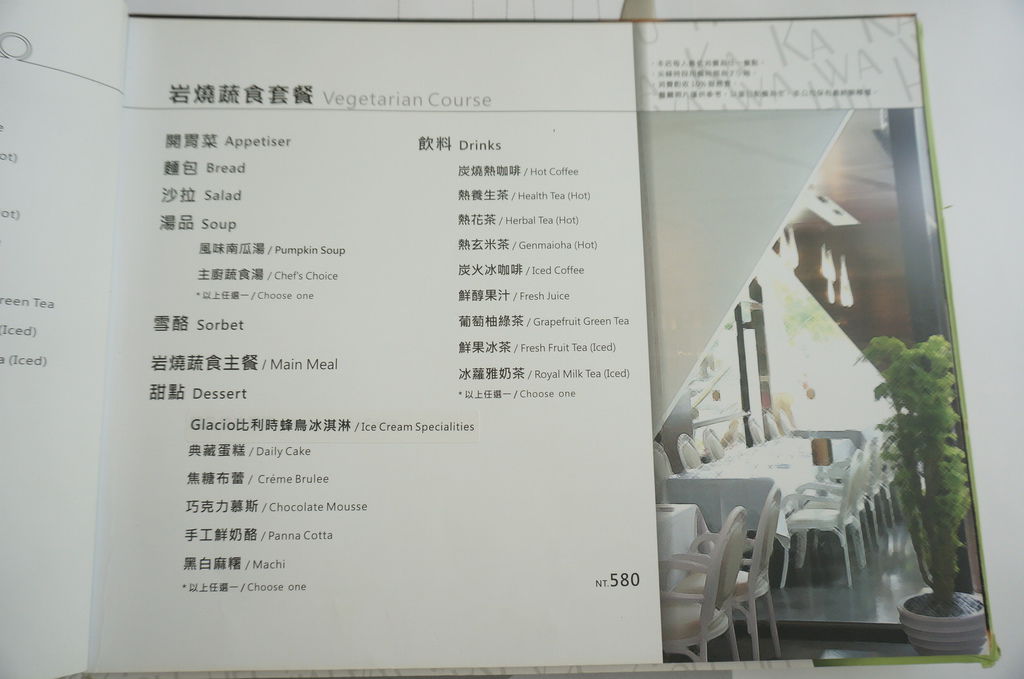 岩燒蔬食套餐 Vegetarian Course
開胃菜 Appetiser
麵包 Bread
沙拉 Salad
湯品 Soup
風味南瓜湯 / Pumpkin Soup
主廚蔬食湯 / Chef's Choice
*以上任選一 / Choose one
雪酪 Sorbet
岩燒蔬食主餐 / Main Meal
甜點 Dessert
Glacio比利時蜂鳥冰淇淋 / Ice Cream Specialities
典藏蛋糕 / Daily Cake
焦糖布蕾 / Créme Brulee
巧克力慕斯 / Chocolate Mousse
手工鮮奶酪 / Panna Cotta
黑白麻糬 / Machi
*以上任選一 / Choose one
飲料 Drinks
炭燒熱咖啡 / Hot Coffee
熱養生茶 / Health Tea (Hot)
熱花茶 / Herbal Tea (Hot)
熱玄米茶 / Genmaioha (Hot)
炭火冰咖啡 / Iced Coffee
鮮醇果汁 / Fresh Juice
葡萄柚綠茶 / Grapefruit Green Tea
鮮果冰茶 / Fresh Fruit Tea (Iced)
冰蘿雅奶茶 / Royal Milk Tea (Iced)
*以上任選一 / Choose one
NT.580
reen Tea
(Iced)
a (Iced)